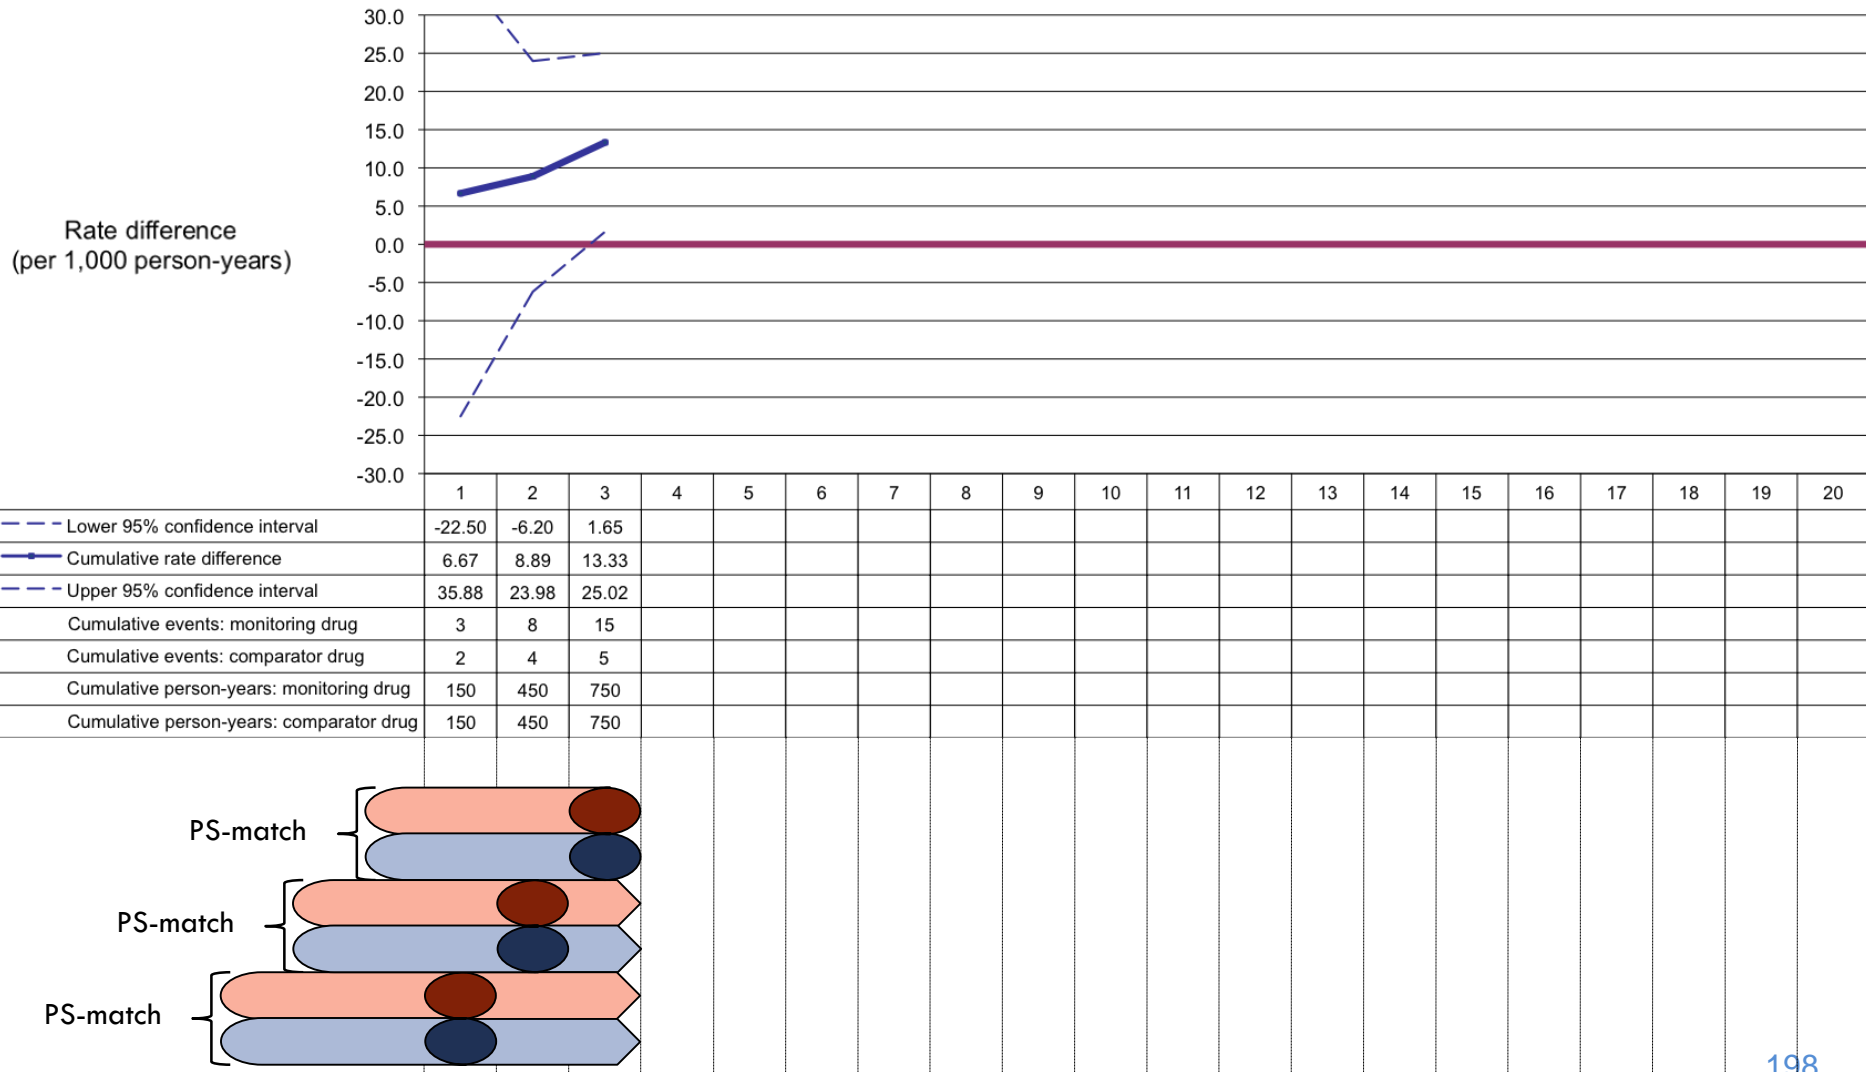 30.0
25.0
20.0
15.0
10.0
5.0
0.0
-5.0
-10.0
-15.0
-20.0
-25.0
-30.0
Rate difference
(per 1,000 person-years)
1 2 3 4 5 6 7 8 9 10 11 12 13 14 15 16 17 18 19 20
Lower 95% confidence interval -22.50 -6.20 1.65
Cumulative rate difference 6.67 8.89 13.33
Upper 95% confidence interval 35.88 23.98 25.02
Cumulative events: monitoring drug 3 8 15
Cumulative events: comparator drug 2 4 5
Cumulative person-years: monitoring drug 150 450 750
Cumulative person-years: comparator drug 150 450 750
PS-match
PS-match
PS-match
198